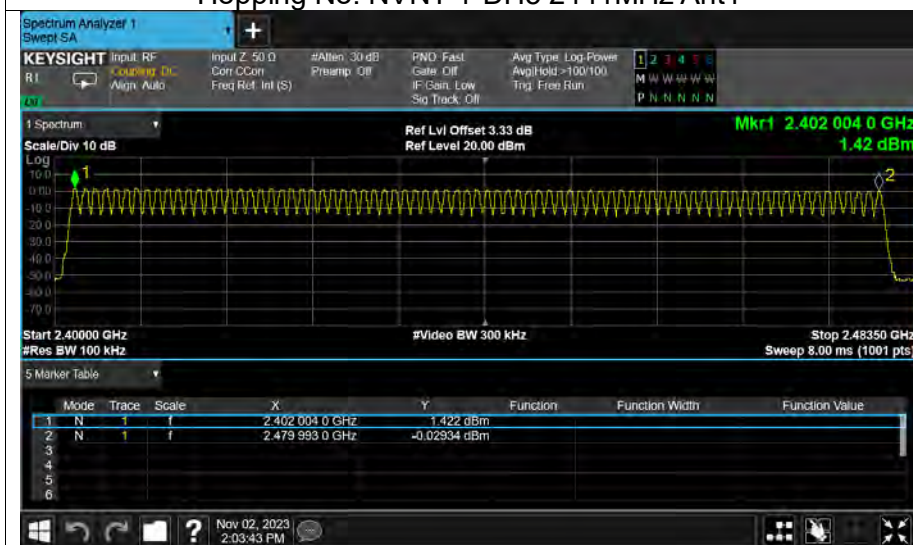 Hopping No. NVNT 1-DH5 2441MHz Ant1
Spectrum Analyzer 1
Swept SA
+
KEYSIGHT Input: RF Input Z: 50 Ω #Atten: 30 dB PNO: Fast Avg Type: Log-Power 1 2 3 4 5 6
R1 Coupling: DC Corr CCorr Preamp: Off Gate: Off Avg|Hold:>100/100 M W W W W W
Align: Auto Freq Ref: Int (S) IF Gain: Low Trig: Free Run
Sig Track: Off P N N N N N
1 Spectrum Ref Lvl Offset 3.33 dB Mkr1 2.402 004 0 GHz
Scale/Div 10 dB Ref Level 20.00 dBm 1.42 dBm
Log
10.0
0.00
-10.0
-20.0
-30.0
-40.0
-50.0
-60.0
-70.0
1
2
Start 2.40000 GHz #Video BW 300 kHz Stop 2.48350 GHz
#Res BW 100 kHz Sweep 8.00 ms (1001 pts)
5 Marker Table
Mode Trace Scale X Y Function Function Width Function Value
1 N 1 f 2.402 004 0 GHz 1.422 dBm
2 N 1 f 2.479 993 0 GHz -0.02934 dBm
3
4
5
6
? Nov 02, 2023
2:03:43 PM